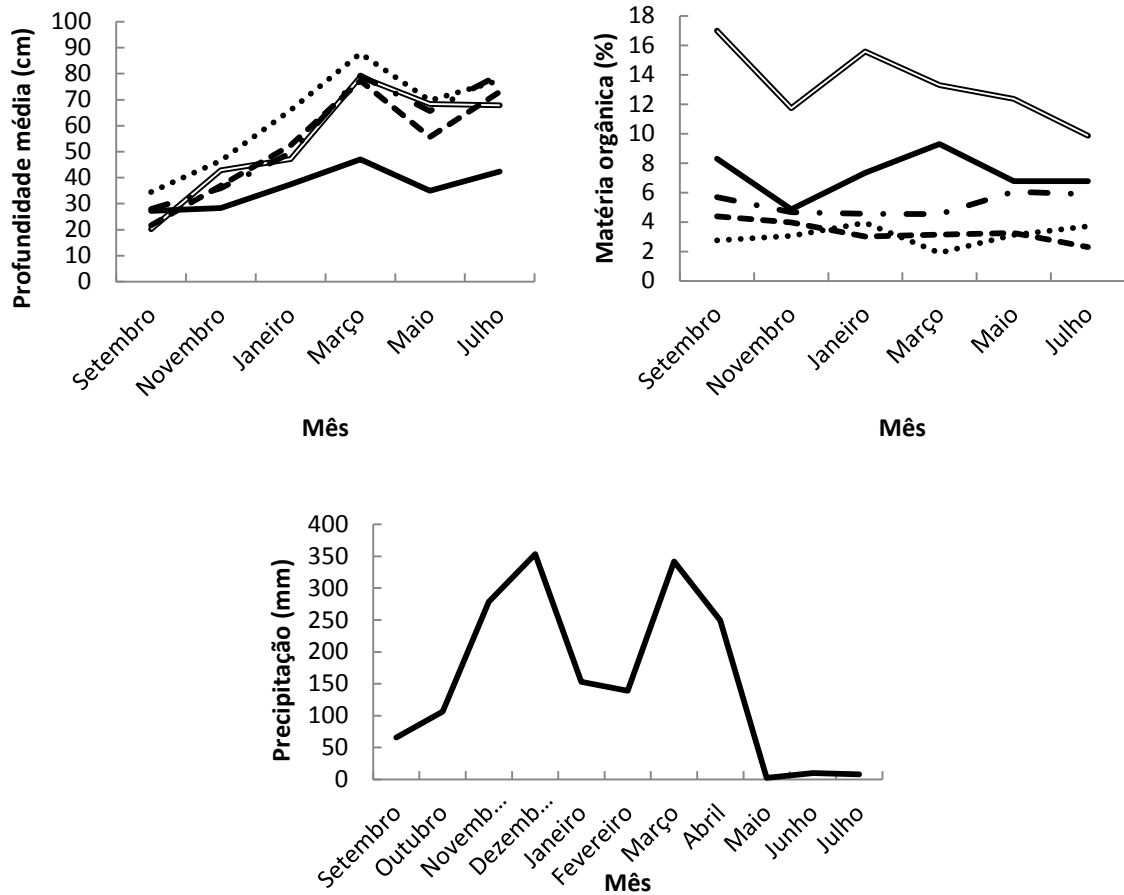 Profundidade média (cm)
100
90
80
70
60
50
40
30
20
10
0
Setembro
Novembro
Janeiro
Março
Maio
Julho
Mês
Matéria orgânica (%)
18
16
14
12
10
8
6
4
2
0
Setembro
Novembro
Janeiro
Março
Maio
Julho
Mês
Precipitação (mm)
400
350
300
250
200
150
100
50
0
Setembro
Outubro
Novemb...
Dezemb...
Janeiro
Fevereiro
Março
Abril
Maio
Junho
Julho
Mês